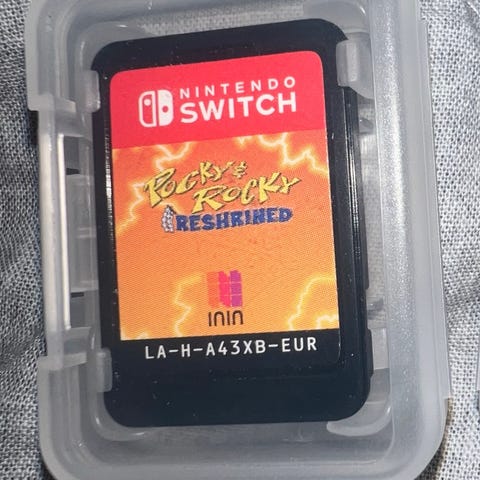 NINTENDO
SWITCH
POCKY &
ROCKY
RESHRINED
ININ
LA-H-A43XB-EUR